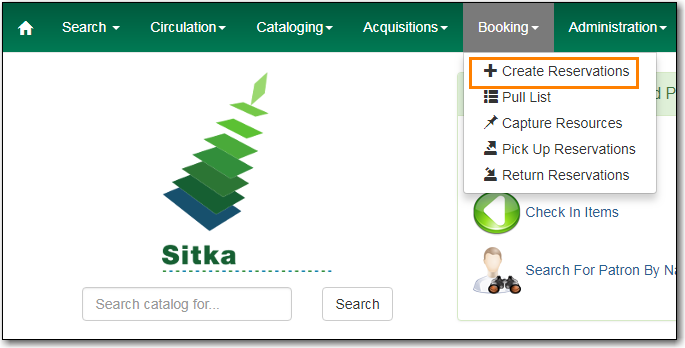 Search Circulation Cataloging Acquisitions Booking Administration
Create Reservations
Pull List
Capture Resources
Pick Up Reservations
Return Reservations
Check In Items
Search For Patron By
Sitka
Search catalog for... Search